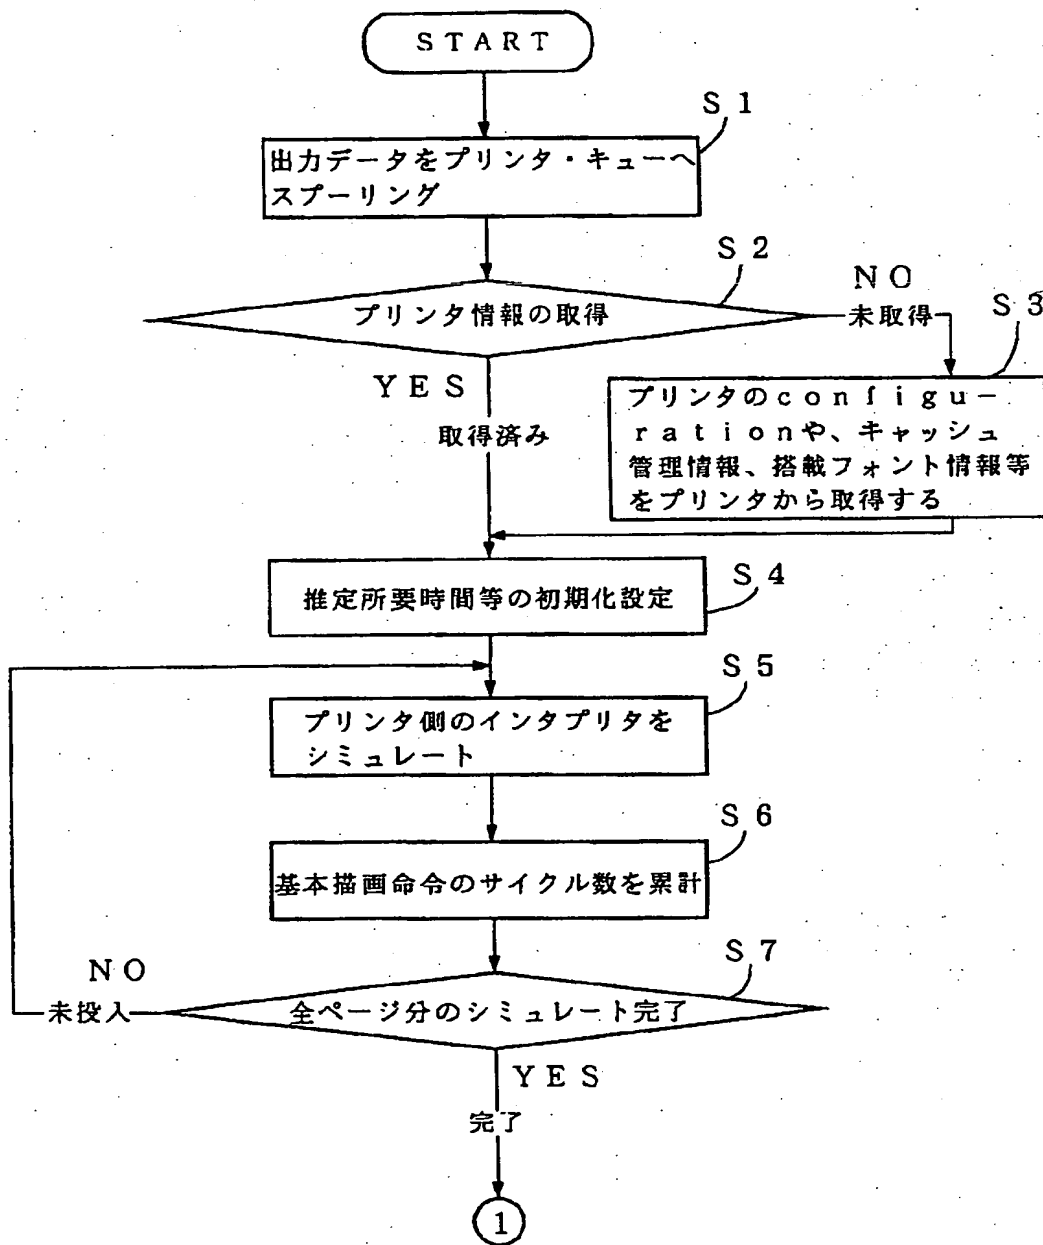 START
S1
出力データをプリンタ・キューへ
スプーリング
S2
プリンタ情報の取得
NO
未取得
S3
YES
取得済み
プリンタのconfigu-
rationや、キャッシュ
管理情報、搭載フォント情報等
をプリンタから取得する
S4
推定所要時間等の初期化設定
S5
プリンタ側のインタプリタを
シミュレート
S6
基本描画命令のサイクル数を累計
S7
NO
未投入
全ページ分のシミュレート完了
YES
完了
1